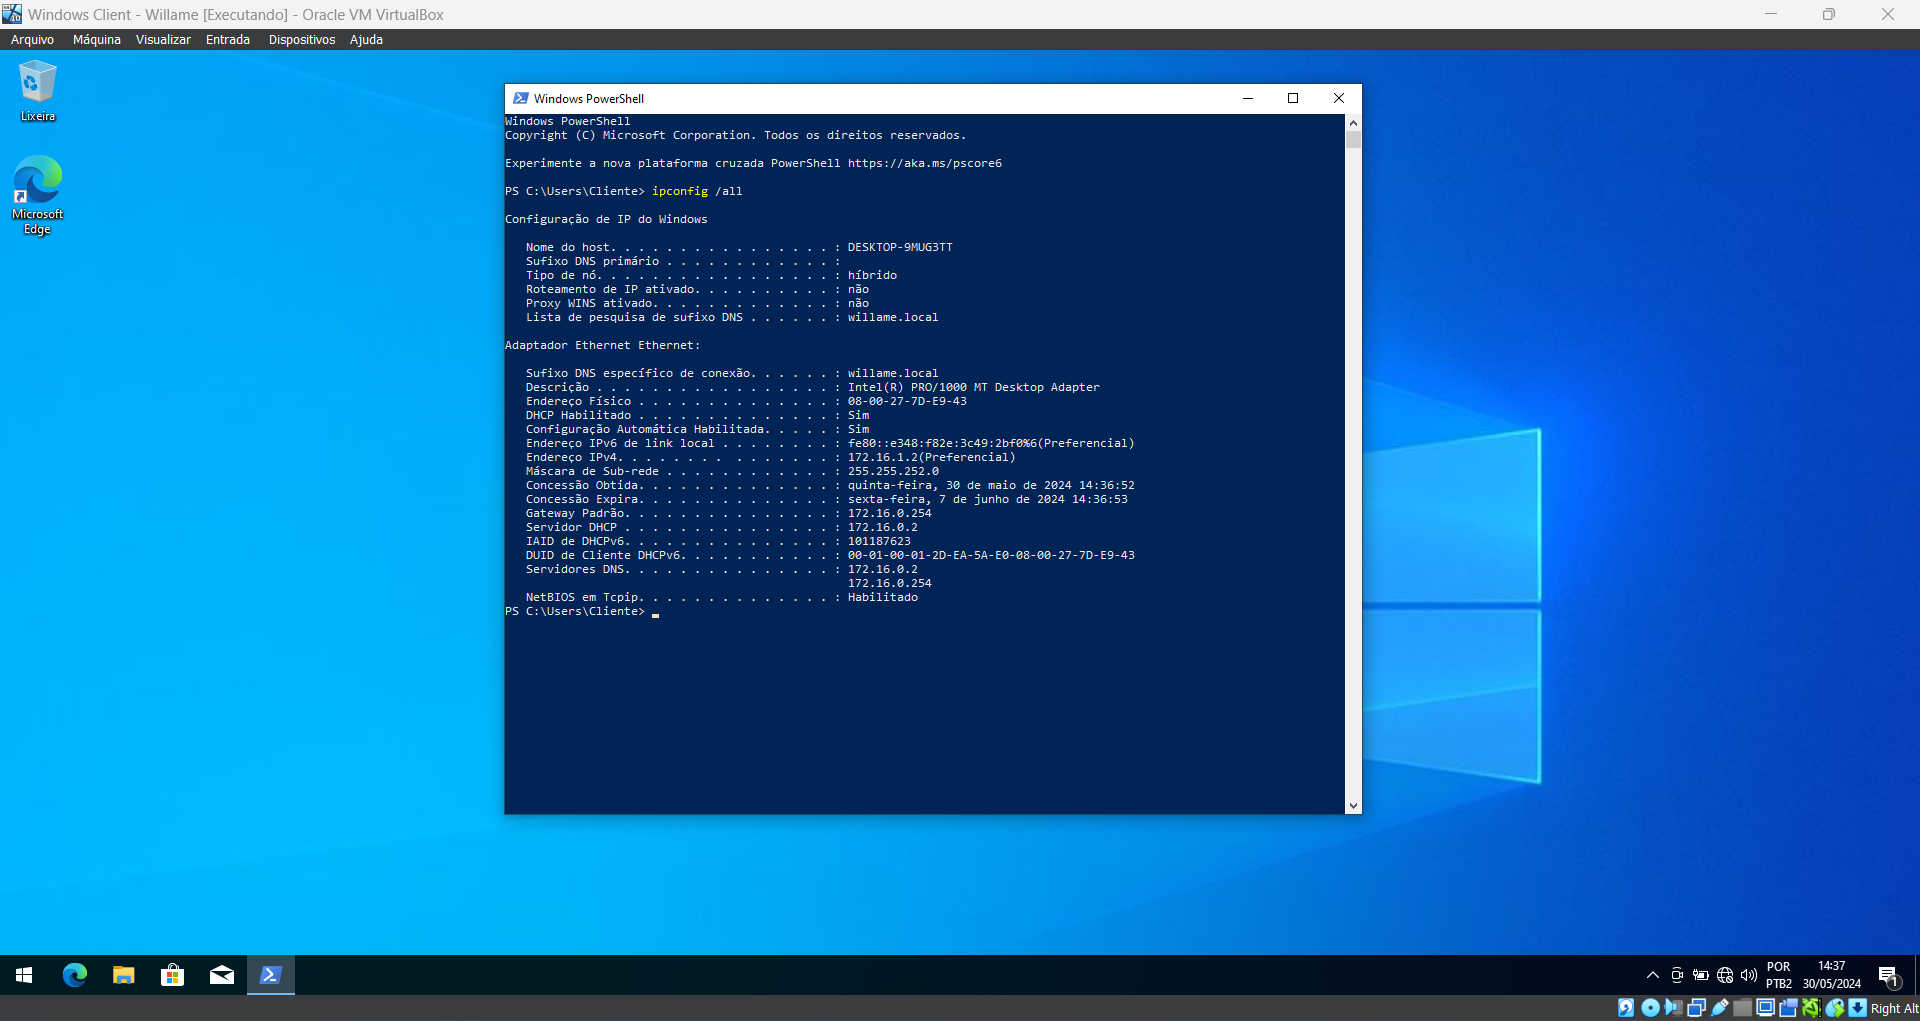 Windows Client - Willame [Executando] - Oracle VM VirtualBox
Arquivo Máquina Visualizar Entrada Dispositivos Ajuda
Lixeira
Microsoft
Edge
Windows PowerShell
Windows PowerShell
Copyright (C) Microsoft Corporation. Todos os direitos reservados.
Experimente a nova plataforma cruzada PowerShell https://aka.ms/pscore6
PS C:\Users\Cliente> ipconfig /all
Configuração de IP do Windows
Nome do host. . . . . . . . . . . . . . . . : DESKTOP-9MUG3TT
Sufixo DNS primário . . . . . . . . . . . . :
Tipo de nó. . . . . . . . . . . . . . . . . : híbrido
Roteamento de IP ativado. . . . . . . . . . : não
Proxy WINS ativado. . . . . . . . . . . . . : não
Lista de pesquisa de sufixo DNS . . . . . . : willame.local
Adaptador Ethernet Ethernet:
Sufixo DNS específico de conexão. . . . . . : willame.local
Descrição . . . . . . . . . . . . . . . . . : Intel(R) PRO/1000 MT Desktop Adapter
Endereço Físico . . . . . . . . . . . . . . : 08-00-27-7D-E9-43
DHCP Habilitado . . . . . . . . . . . . . . : Sim
Configuração Automática Habilitada. . . . . : Sim
Endereço IPv6 de link local . . . . . . . . : fe80::e348:f82e:3c49:2bf0%6(Preferencial)
Endereço IPv4. . . . . . . .  . . . . . . . : 172.16.1.2(Preferencial)
Máscara de Sub-rede . . . . . . . . . . . . : 255.255.252.0
Concessão Obtida. . . . . . . . . . . . . . : quinta-feira, 30 de maio de 2024 14:36:52
Concessão Expira. . . . . . . . . . . . . . : sexta-feira, 7 de junho de 2024 14:36:53
Gateway Padrão. . . . . . . . . . . . . . . : 172.16.0.254
Servidor DHCP . . . . . . . . . . . . . . . : 172.16.0.2
IAID de DHCPv6. . . . . . . . . . . . . . . : 101187623
DUID de Cliente DHCPv6. . . . . . . . . . . : 00-01-00-01-2D-EA-5A-E0-08-00-27-7D-E9-43
Servidores DNS. . . . . . . . . . . . . . . : 172.16.0.2
172.16.0.254
NetBIOS em Tcpip. . . . . . . . . . . . . . : Habilitado
PS C:\Users\Cliente>
POR
PTB2
14:37
30/05/2024
1
Right Alt